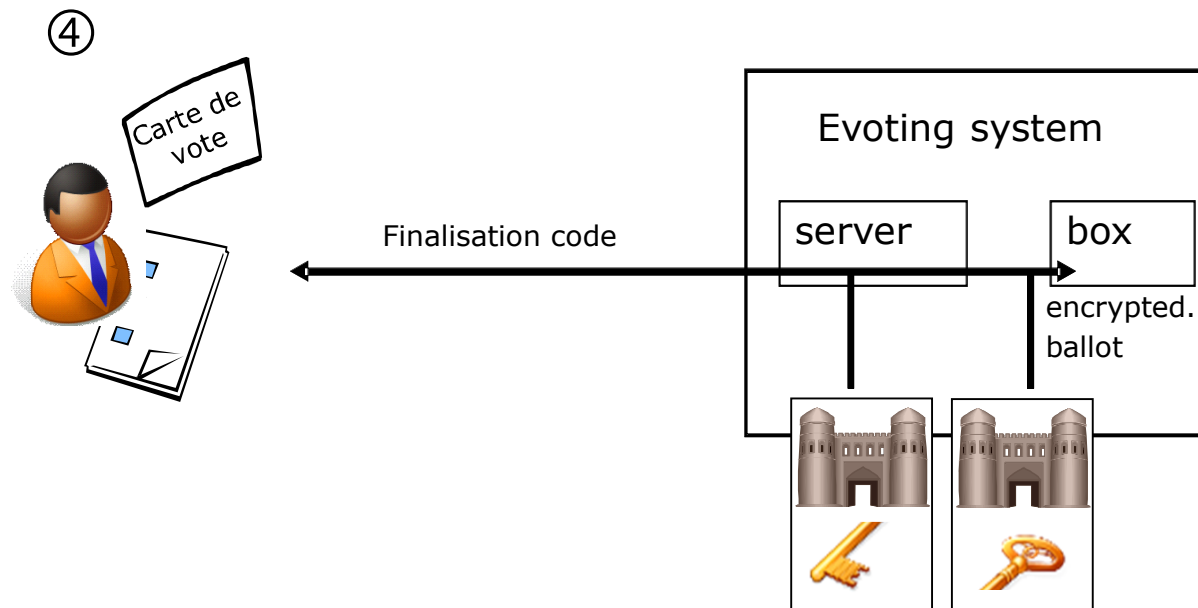 ④
Carte de
vote
Evoting system
Finalisation code
server
box
encrypted.
ballot